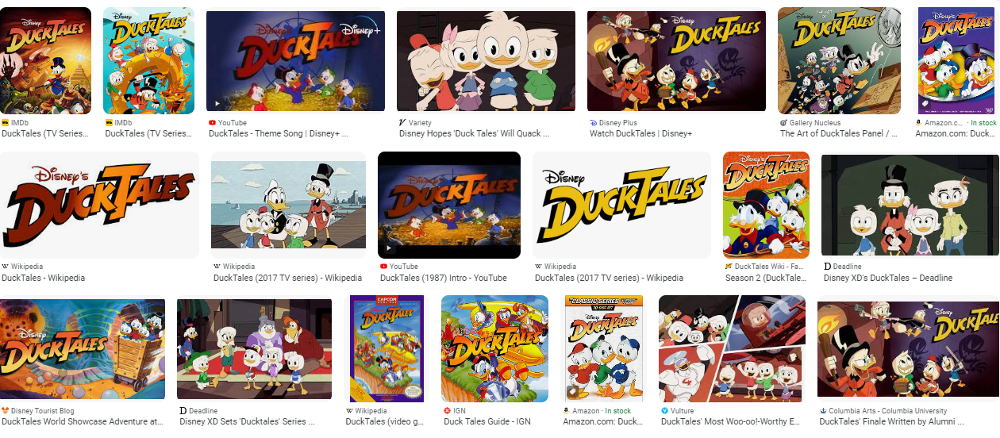 Disney
DUCKTALES
Disney
DUCKTALES
Disney
DUCKTALES
Disney+
Disney
DUCKTALES
THE ART OF
Disney
DUCKTALES
Disney's
DUCKTALES
IMDb
DuckTales (TV Series...
IMDb
DuckTales (TV Series...
YouTube
DuckTales - Theme Song | Disney+ ...
Variety
Disney Hopes 'Duck Tales' Will Quack ...
Disney Plus
Watch DuckTales | Disney+
Gallery Nucleus
The Art of DuckTales Panel / ...
Amazon.c... · In stock
Amazon.com: Duck...
Disney's
DUCKTALES
DUCKTALES
Disney
DUCKTALES
Disney's
DUCKTALES
Wikipedia
DuckTales - Wikipedia
Wikipedia
DuckTales (2017 TV series) - Wikipedia
YouTube
DuckTales (1987) Intro - YouTube
Wikipedia
DuckTales (2017 TV series) - Wikipedia
DuckTales Wiki - Fa...
Season 2 (DuckTale...
Deadline
Disney XD's DuckTales – Deadline
Disney
DUCKTALES
CAPCOM
DUCKTALES
DUCKTALES
"CLASSIC SERIES
Disney
DUCKTALES
Disney
DUCKTALE
Disney Tourist Blog
DuckTales World Showcase Adventure at...
Deadline
Disney XD Sets 'Ducktales' Series ...
Wikipedia
DuckTales (video g...
IGN
Duck Tales Guide - IGN
Amazon · In stock
Amazon.com: Duck...
Vulture
DuckTales' Most Woo-oo!-Worthy E...
Columbia Arts - Columbia University
DuckTales' Finale Written by Alumni ...